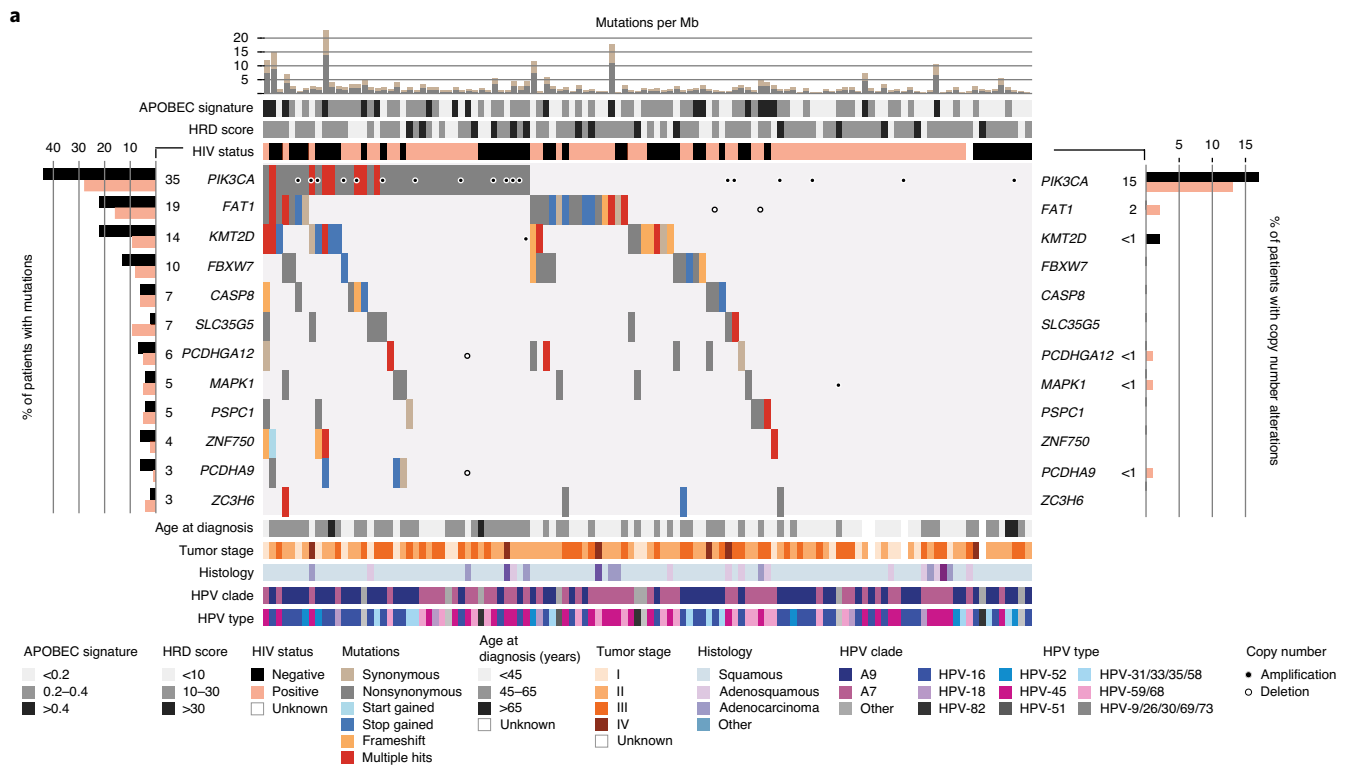 a
Mutations per Mb
20
15
10
5
APOBEC signature
HRD score
HIV status
40 30 20 10
5 10 15
% of patients with mutations
35 PIK3CA
19 FAT1
14 KMT2D
10 FBXW7
7 CASP8
7 SLC35G5
6 PCDHGA12
5 MAPK1
5 PSPC1
4 ZNF750
3 PCDHA9
3 ZC3H6
PIK3CA 15
FAT1 2
KMT2D <1
FBXW7
CASP8
SLC35G5
PCDHGA12 <1
MAPK1 <1
PSPC1
ZNF750
PCDHA9 <1
ZC3H6
% of patients with copy number alterations
Age at diagnosis
Tumor stage
Histology
HPV clade
HPV type
APOBEC signature
<0.2
0.2–0.4
>0.4
HRD score
<10
10–30
>30
HIV status
Negative
Positive
Unknown
Mutations
Synonymous
Nonsynonymous
Start gained
Stop gained
Frameshift
Multiple hits
Age at
diagnosis (years)
<45
45–65
>65
Unknown
Tumor stage
I
II
III
IV
Unknown
Histology
Squamous
Adenosquamous
Adenocarcinoma
Other
HPV clade
A9
A7
Other
HPV type
HPV-16 HPV-52 HPV-31/33/35/58
HPV-18 HPV-45 HPV-59/68
HPV-82 HPV-51 HPV-9/26/30/69/73
Copy number
Amplification
Deletion